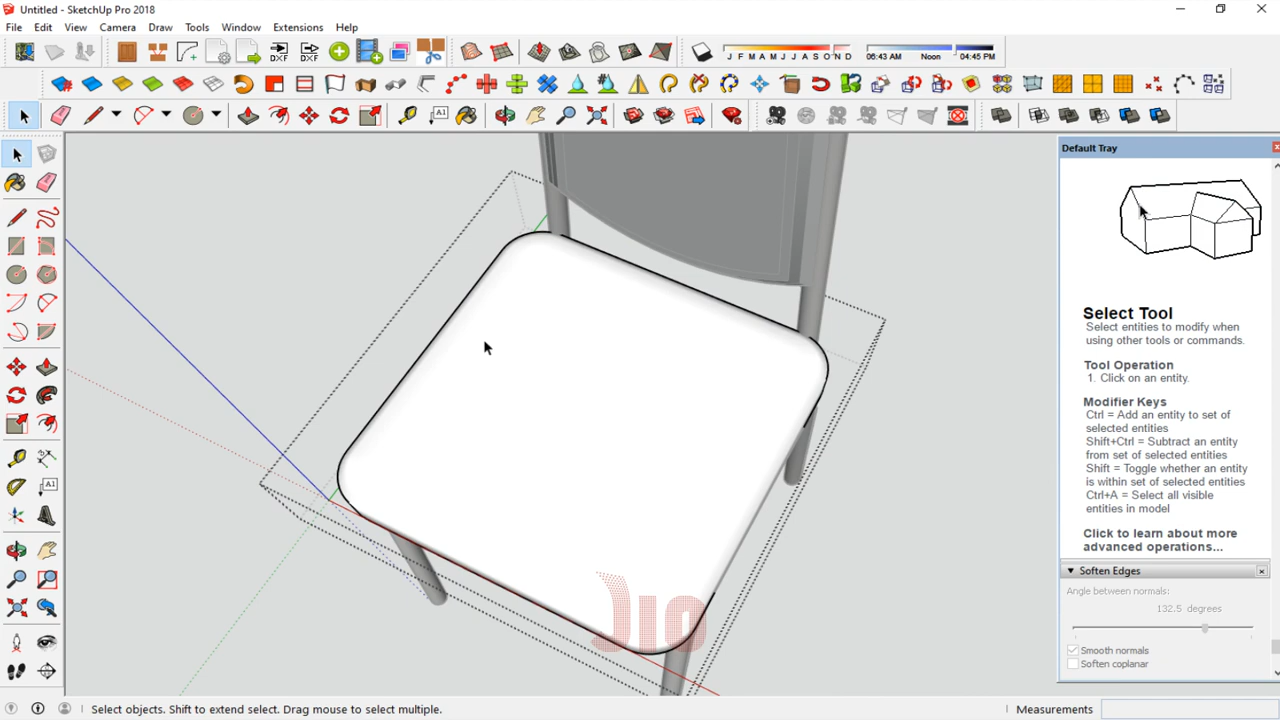 Untitled - SketchUp Pro 2018
File Edit View Camera Draw Tools Window Extensions Help
DXF DXF
J F M A M J J A S O N D 06:43 AM Noon 04:45 PM
A1
Default Tray
Select Tool
Select entities to modify when
using other tools or commands.
Tool Operation
1. Click on an entity.
Modifier Keys
Ctrl = Add an entity to set of
selected entities
Shift+Ctrl = Subtract an entity
from set of selected entities
Shift = Toggle whether an entity
is within set of selected entities
Ctrl+A = Select all visible
entities in model
Click to learn about more
advanced operations...
Soften Edges
Angle between normals:
132.5 degrees
Smooth normals
Soften coplanar
A1
Select objects. Shift to extend select. Drag mouse to select multiple. Measurements